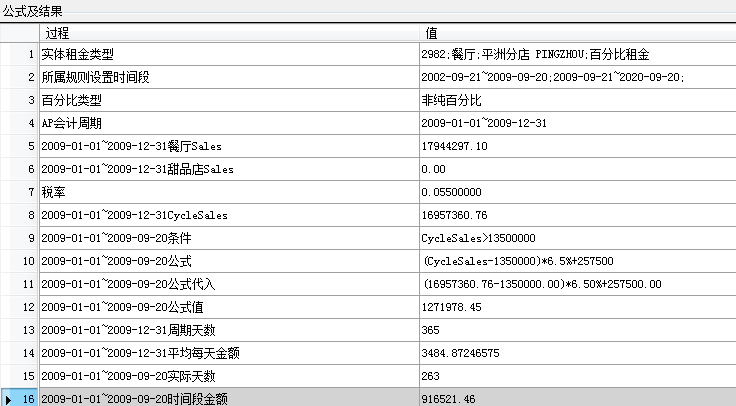 公式及结果
过程 值
1 实体租金类型 2982;餐厅;平洲分店 PINGZHOU;百分比租金
2 所属规则设置时间段 2002-09-21~2009-09-20;2009-09-21~2020-09-20;
3 百分比类型 非纯百分比
4 AP会计周期 2009-01-01~2009-12-31
5 2009-01-01~2009-12-31餐厅Sales 17944297.10
6 2009-01-01~2009-12-31甜品店Sales 0.00
7 税率 0.05500000
8 2009-01-01~2009-12-31CycleSales 16957360.76
9 2009-01-01~2009-09-20条件 CycleSales>13500000
10 2009-01-01~2009-09-20公式 (CycleSales-1350000)*6.5%+257500
11 2009-01-01~2009-09-20公式代入 (16957360.76-1350000.00)*6.50%+257500.00
12 2009-01-01~2009-09-20公式值 1271978.45
13 2009-01-01~2009-12-31周期天数 365
14 2009-01-01~2009-12-31平均每天金额 3484.87246575
15 2009-01-01~2009-09-20实际天数 263
16 2009-01-01~2009-09-20时间段金额 916521.46